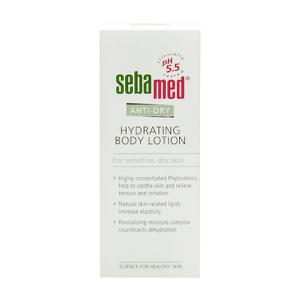 clinically tested
pH
5.5
sebamed
ANTI-DRY
HYDRATING
BODY LOTION
For sensitive, dry skin
• Highly concentrated Phytosterols
help to soothe skin and relieve
tension and irritation
• Natural skin-related lipids
increase elasticity
• Revitalizing moisture complex
counteracts dehydration
SCIENCE FOR HEALTHY SKIN